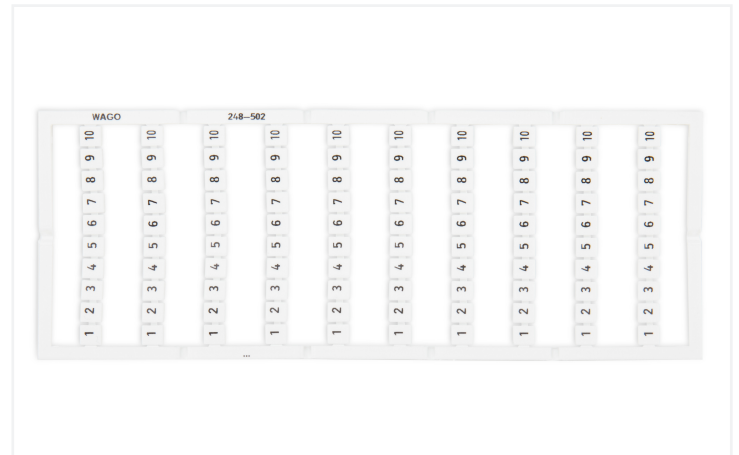 WAGO 248—502
10 10 10 10 10 10 10 10 10 10
9 9 9 9 9 9 9 9 9 9
8 8 8 8 8 8 8 8 8 8
7 7 7 7 7 7 7 7 7 7
6 6 6 6 6 6 6 6 6 6
5 5 5 5 5 5 5 5 5 5
4 4 4 4 4 4 4 4 4 4
3 3 3 3 3 3 3 3 3 3
2 2 2 2 2 2 2 2 2 2
1 1 1 1 1 1 1 1 1 1
...